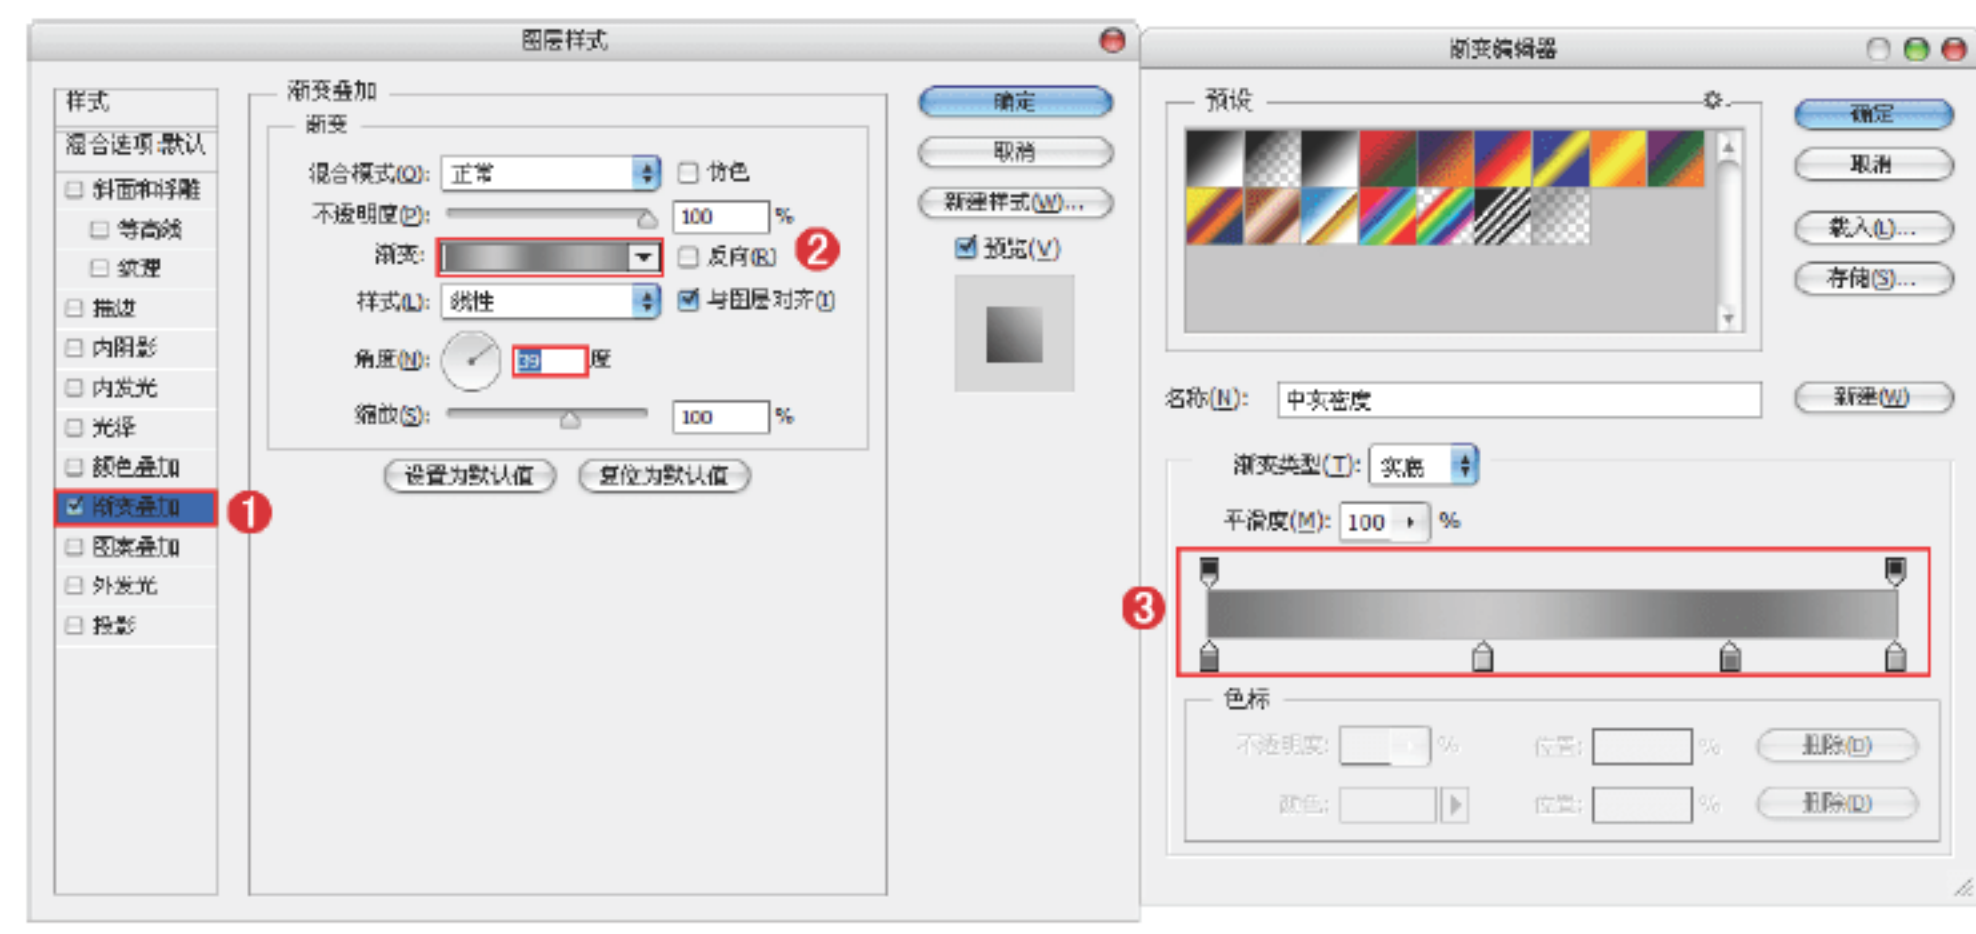 图层样式
样式
混合选项:默认
斜面和浮雕
等高线
纹理
描边
内阴影
内发光
光泽
颜色叠加
渐变叠加
图案叠加
外发光
投影
1
渐变叠加
渐变
混合模式(O): 正常 仿色
不透明度(P): 100 %
渐变: 反向(R) 2
样式(L): 线性 与图层对齐(I)
角度(N): 39 度
缩放(S): 100 %
设置为默认值 复位为默认值
确定
取消
新建样式(W)...
预览(V)
渐变编辑器
预设
确定
取消
载入(L)...
存储(S)...
名称(N): 中灰密度 新建(W)
渐变类型(T): 实底
平滑度(M): 100 %
3
色标
不透明度: % 位置: % 删除(D)
颜色: 位置: % 删除(D)